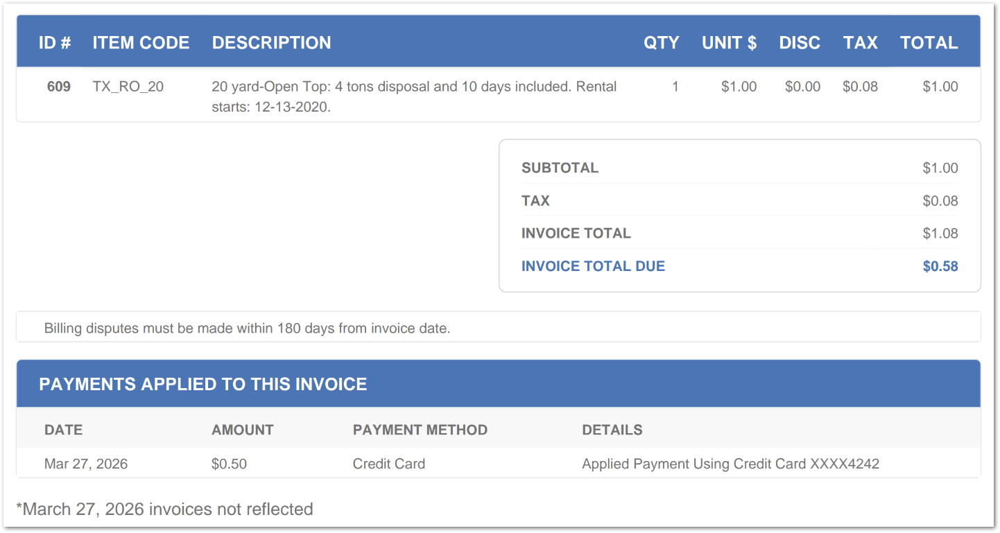 ID # ITEM CODE DESCRIPTION QTY UNIT $ DISC TAX TOTAL
609 TX_RO_20 20 yard-Open Top: 4 tons disposal and 10 days included. Rental 1 $1.00 $0.00 $0.08 $1.00
starts: 12-13-2020.
SUBTOTAL $1.00
TAX $0.08
INVOICE TOTAL $1.08
INVOICE TOTAL DUE $0.58
Billing disputes must be made within 180 days from invoice date.
PAYMENTS APPLIED TO THIS INVOICE
DATE AMOUNT PAYMENT METHOD DETAILS
Mar 27, 2026 $0.50 Credit Card Applied Payment Using Credit Card XXXX4242
*March 27, 2026 invoices not reflected